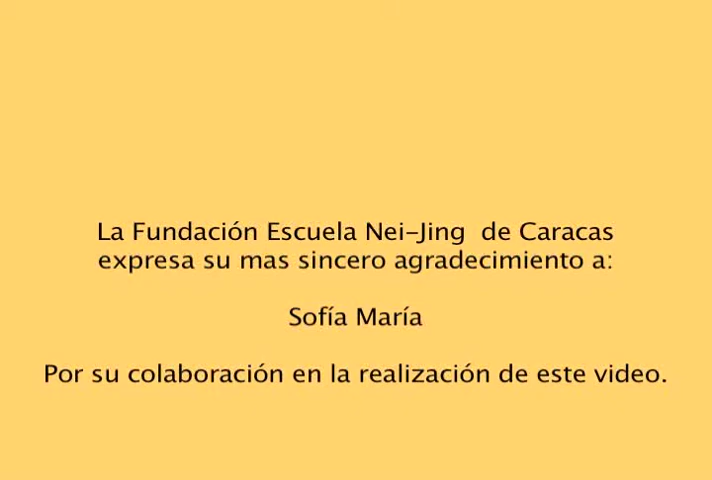 La Fundación Escuela Nei-Jing  de Caracas
expresa su mas sincero agradecimiento a:
Sofía María
Por su colaboración en la realización de este video.